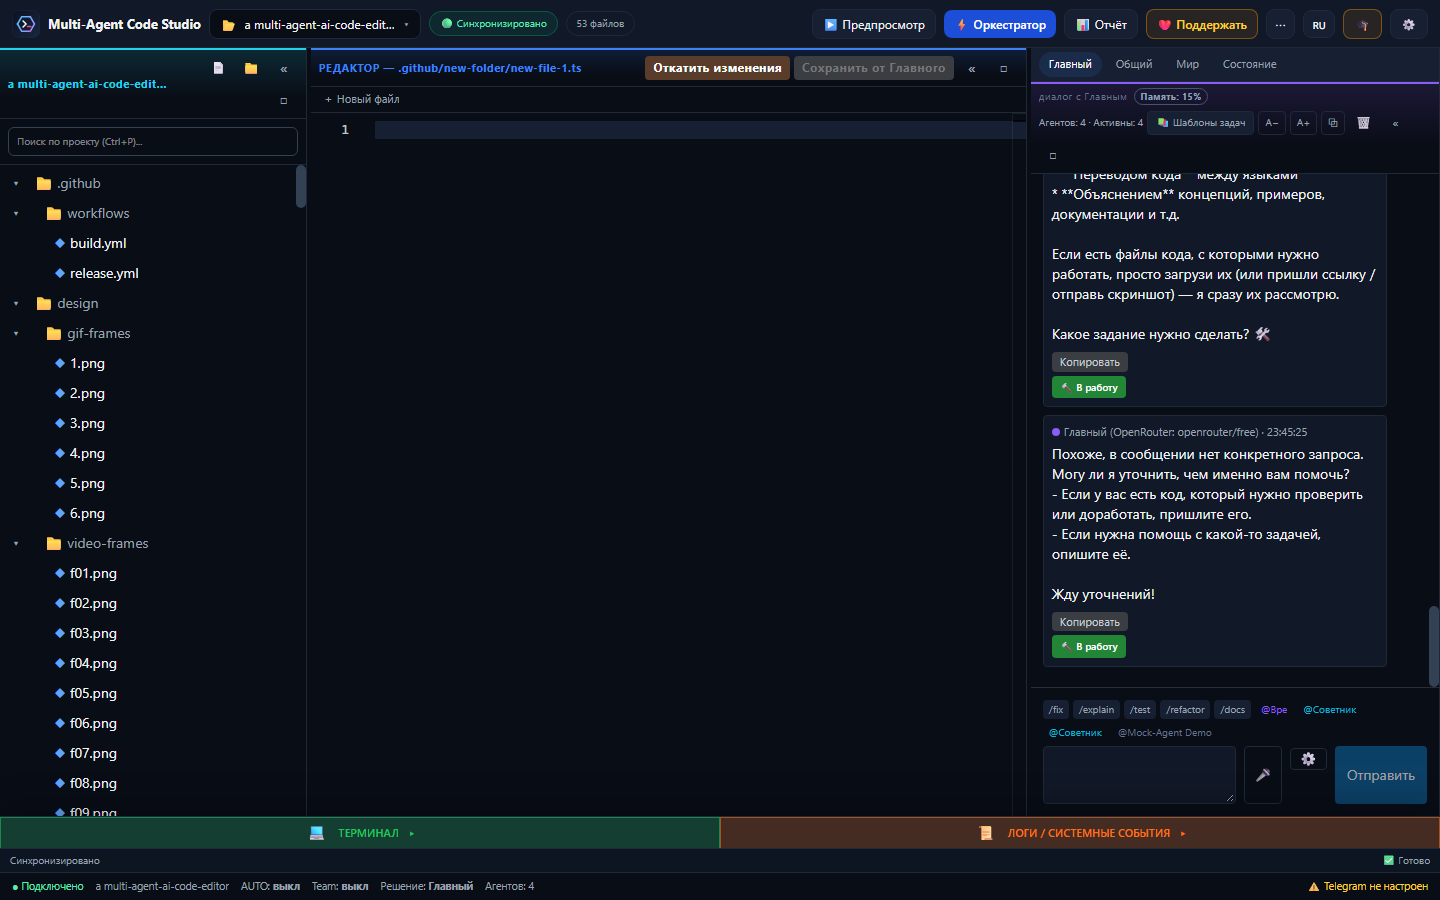 Multi-Agent Code Studio
a multi-agent-ai-code-edit...
Синхронизировано
53 файлов
Предпросмотр
Оркестратор
Отчёт
Поддержать
RU
a multi-agent-ai-code-edit...
Поиск по проекту (Ctrl+P)...
.github
workflows
build.yml
release.yml
design
gif-frames
1.png
2.png
3.png
4.png
5.png
6.png
video-frames
f01.png
f02.png
f03.png
f04.png
f05.png
f06.png
f07.png
f08.png
f09.png
РЕДАКТОР — .github/new-folder/new-file-1.ts
Откатить изменения
Сохранить от Главного
+ Новый файл
1
Главный
Общий
Мир
Состояние
диалог с Главным
Память: 15%
Агентов: 4 · Активны: 4
Шаблоны задач
A−
A+
Переводом кода** между языками
* **Объяснением** концепций, примеров,
документации и т.д.
Если есть файлы кода, с которыми нужно
работать, просто загрузи их (или пришли ссылку /
отправь скриншот) — я сразу их рассмотрю.
Какое задание нужно сделать? 🛠️
Копировать
В работу
Главный (OpenRouter: openrouter/free) · 23:45:25
Похоже, в сообщении нет конкретного запроса.
Могу ли я уточнить, чем именно вам помочь?
- Если у вас есть код, который нужно проверить
или доработать, пришлите его.
- Если нужна помощь с какой-то задачей,
опишите её.
Жду уточнений!
Копировать
В работу
/fix
/explain
/test
/refactor
/docs
@Вре
@Советник
@Советник
@Mock-Agent Demo
Отправить
ТЕРМИНАЛ
ЛОГИ / СИСТЕМНЫЕ СОБЫТИЯ
Синхронизировано
Готово
Подключено
a multi-agent-ai-code-editor
AUTO: выкл
Team: выкл
Решение: Главный
Агентов: 4
Telegram не настроен